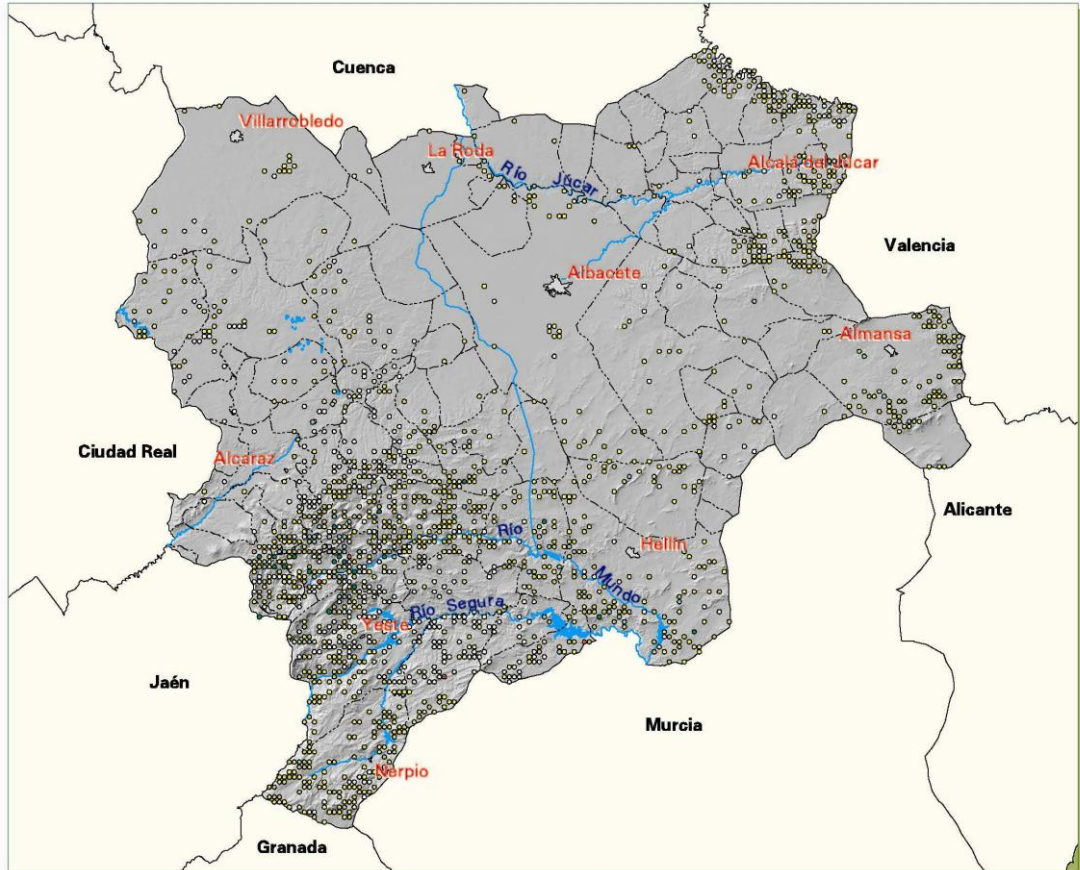 Cuenca
Villarrobledo
La Roda
Río Júcar
Alcalá del Júcar
Valencia
Albacete
Almansa
Ciudad Real
Alcaraz
Alicante
Río Mundo
Hellín
Río Segura
Yeste
Jaén
Murcia
Nerpio
Granada